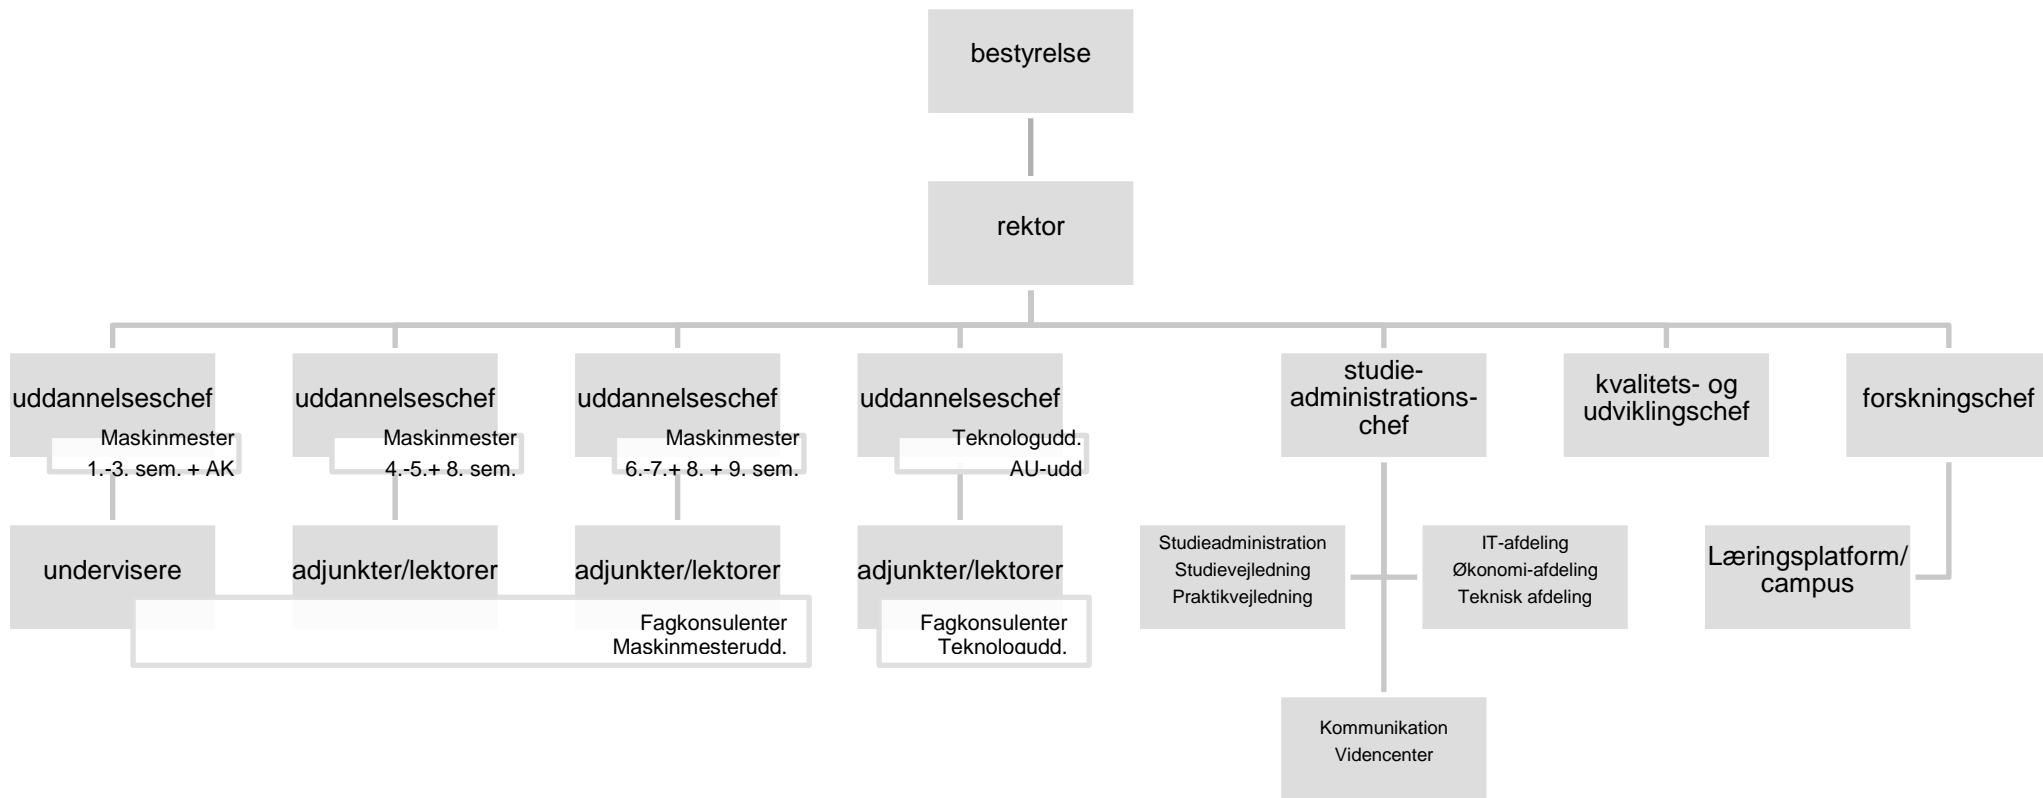 bestyrelse
rektor
uddannelseschef
Maskinmester
1.-3. sem. + AK
uddannelseschef
Maskinmester
4.-5.+ 8. sem.
uddannelseschef
Maskinmester
6.-7.+ 8. + 9. sem.
uddannelseschef
Teknologudd.
AU-udd
studie-
administrations-
chef
kvalitets- og
udviklingschef
forskningschef
undervisere
adjunkter/lektorer
adjunkter/lektorer
Fagkonsulenter
Maskinmesterudd.
adjunkter/lektorer
Fagkonsulenter
Teknologudd.
Studieadministration
Studievejledning
Praktikvejledning
IT-afdeling
Økonomi-afdeling
Teknisk afdeling
Læringsplatform/
campus
Kommunikation
Videncenter